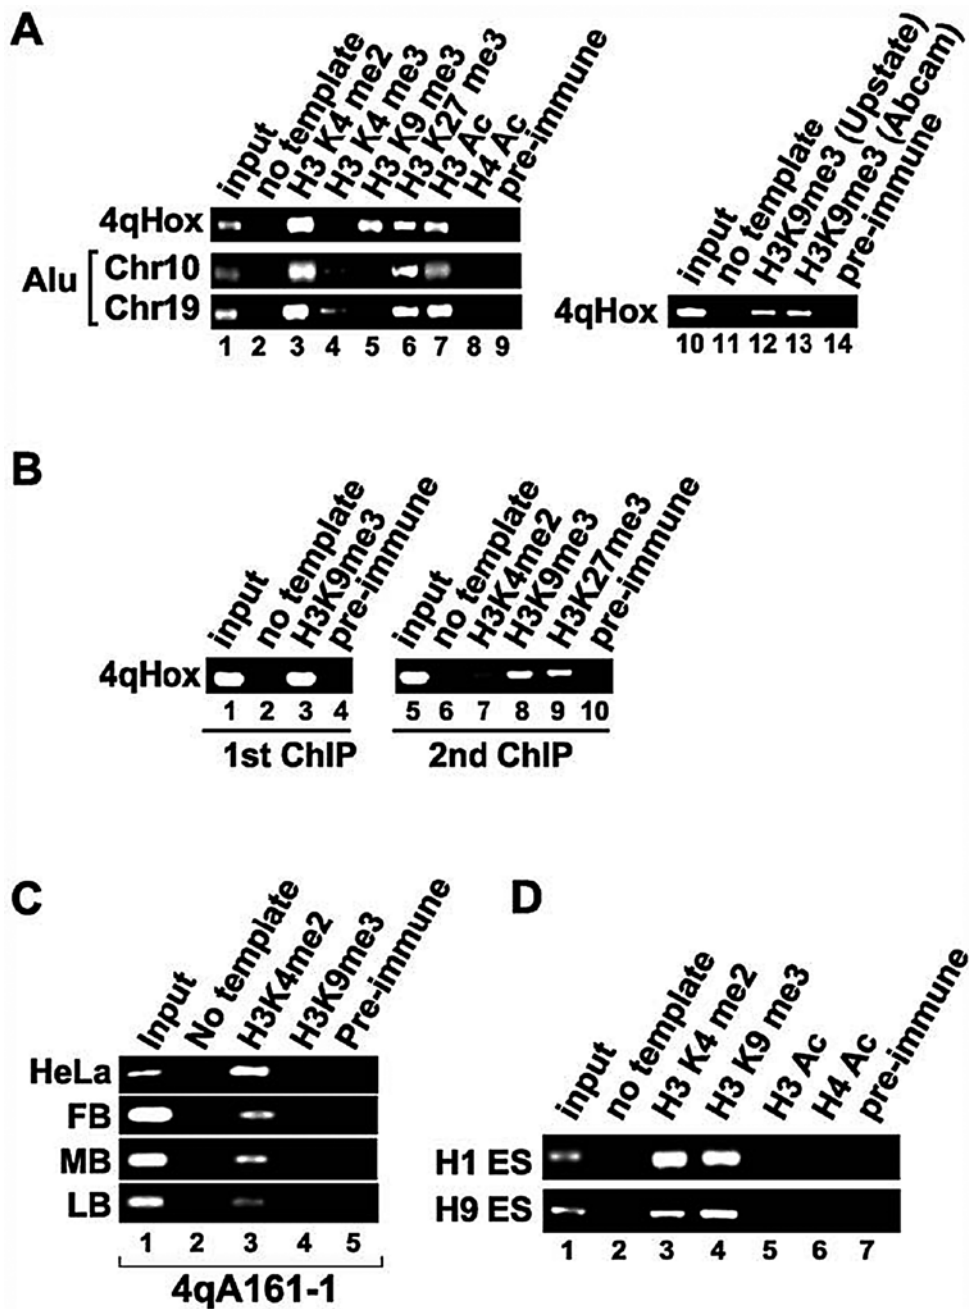 A
input
no template
H3 K4 me2
H3 K4 me3
H3 K9 me3
H3 K27 me3
H3 Ac
H4 Ac
pre-immune
4qHox
Alu
Chr10
Chr19
1 2 3 4 5 6 7 8 9
input
no template
H3K9me3 (Upstate)
H3K9me3 (Abcam)
pre-immune
4qHox
10 11 12 13 14
B
input
no template
H3K9me3
pre-immune
4qHox
1 2 3 4
1st ChIP
input
no template
H3K4me2
H3K9me3
H3K27me3
pre-immune
5 6 7 8 9 10
2nd ChIP
C
Input
No template
H3K4me2
H3K9me3
Pre-immune
HeLa
FB
MB
LB
1 2 3 4 5
4qA161-1
D
input
no template
H3 K4 me2
H3 K9 me3
H3 Ac
H4 Ac
pre-immune
H1 ES
H9 ES
1 2 3 4 5 6 7